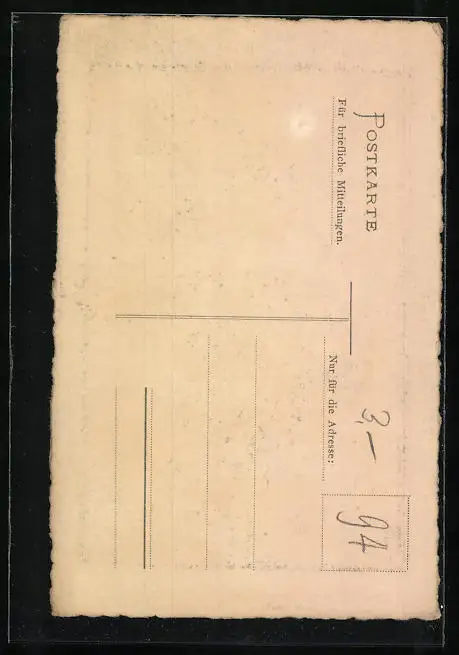 POSTKARTE
Für briefliche Mitteilungen.
Nur für die Adresse:
3,–
94